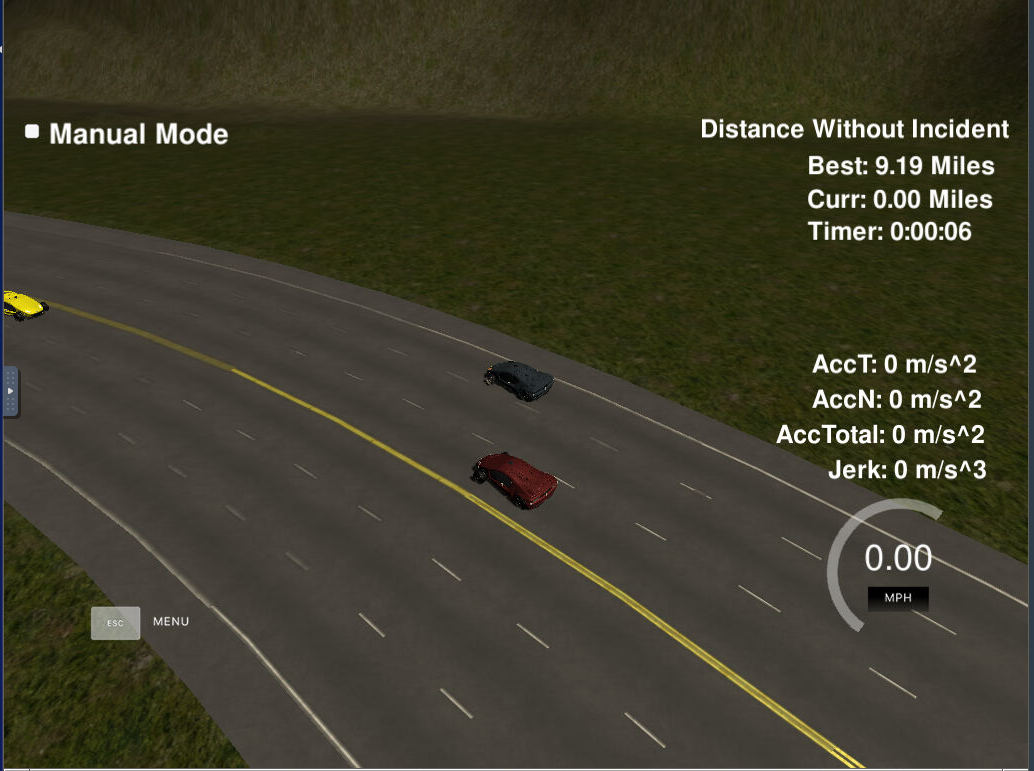 Manual Mode
Distance Without Incident
Best: 9.19 Miles
Curr: 0.00 Miles
Timer: 0:00:06
AccT: 0 m/s^2
AccN: 0 m/s^2
AccTotal: 0 m/s^2
Jerk: 0 m/s^3
0.00
MPH
ESC MENU